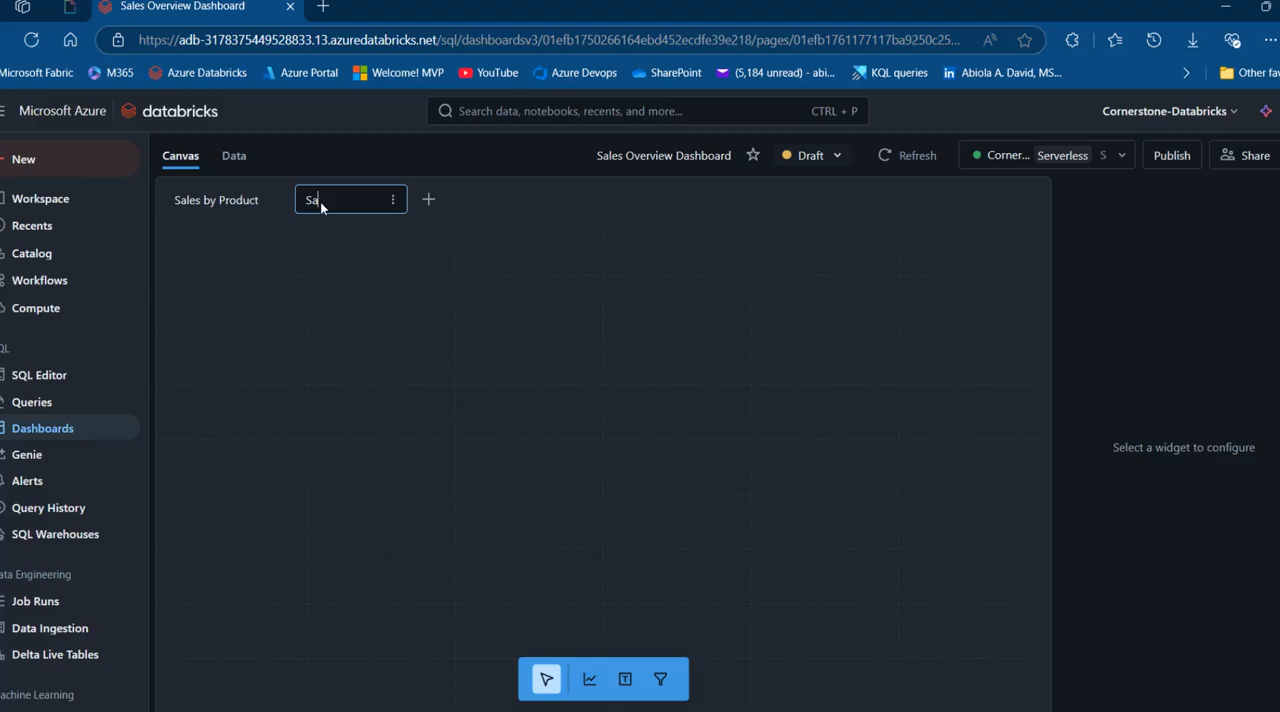 Sales Overview Dashboard
https://adb-3178375449528833.13.azuredatabricks.net/sql/dashboardsv3/01efb1750266164ebd452ecdfe39e218/pages/01efb1761177117ba9250c25...
Microsoft Fabric M365 Azure Databricks Azure Portal Welcome! MVP YouTube Azure Devops SharePoint (5,184 unread) - abi... KQL queries Abiola A. David, MS... Other fav
Microsoft Azure databricks Search data, notebooks, recents, and more... CTRL + P Cornerstone-Databricks
New
Canvas Data Sales Overview Dashboard Draft Refresh Corner... Serverless S Publish Share
Workspace
Sales by Product Sa
Recents
Catalog
Workflows
Compute
QL
SQL Editor
Queries
Dashboards
Genie
Select a widget to configure
Alerts
Query History
SQL Warehouses
ata Engineering
Job Runs
Data Ingestion
Delta Live Tables
achine Learning